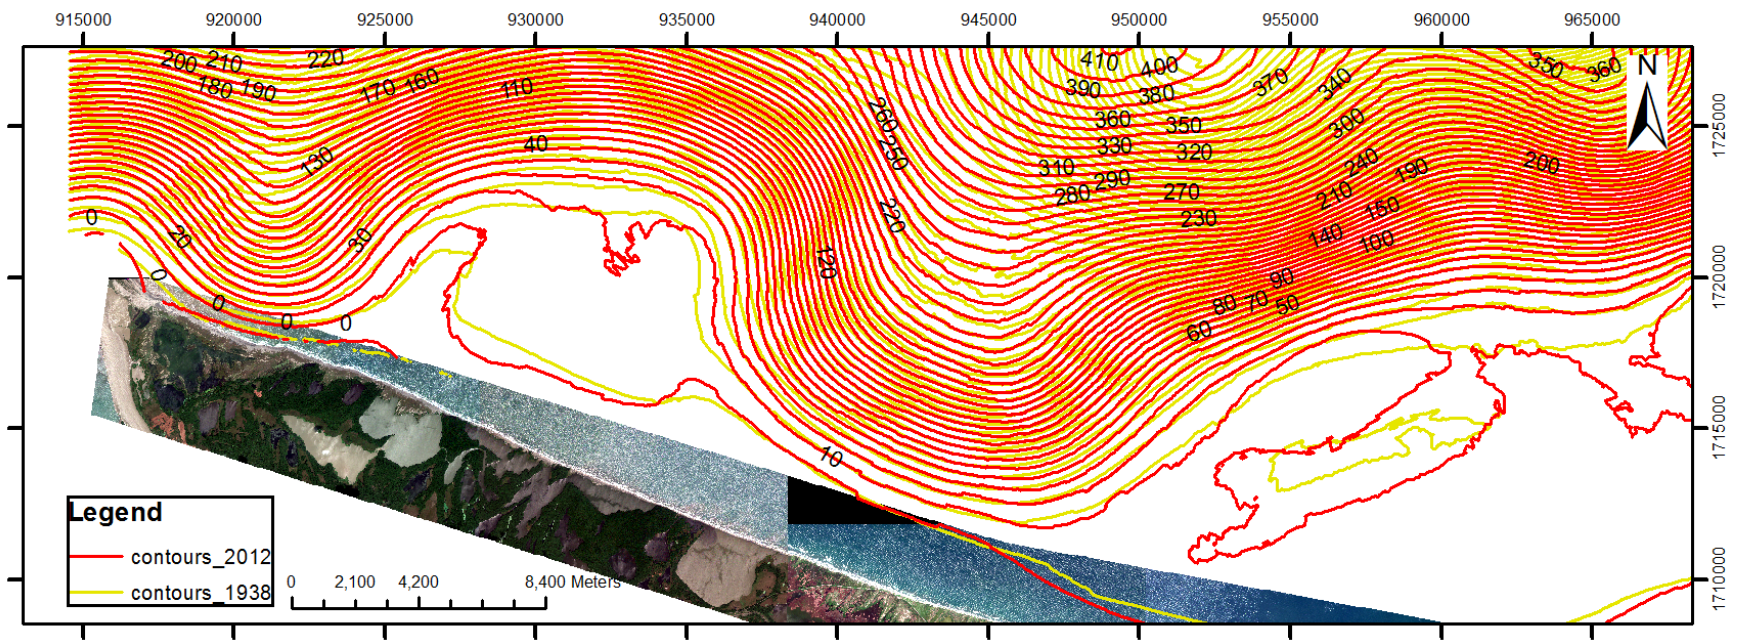 915000 920000 925000 930000 935000 940000 945000 950000 955000 960000 965000
200 210 220 410 400 350 360 N
180 190 170 160 110 390 380 370 340
260 360 350 300 1725000
40 250 330 320
130 310 240 190 200
280 290 270 210 150
0 220 230
20 30 140 100
0 120 90 1720000
0 80 70 50
0 0 60
1715000
10
Legend
contours_2012
contours_1938
0 2,100 4,200 8,400 Meters
1710000